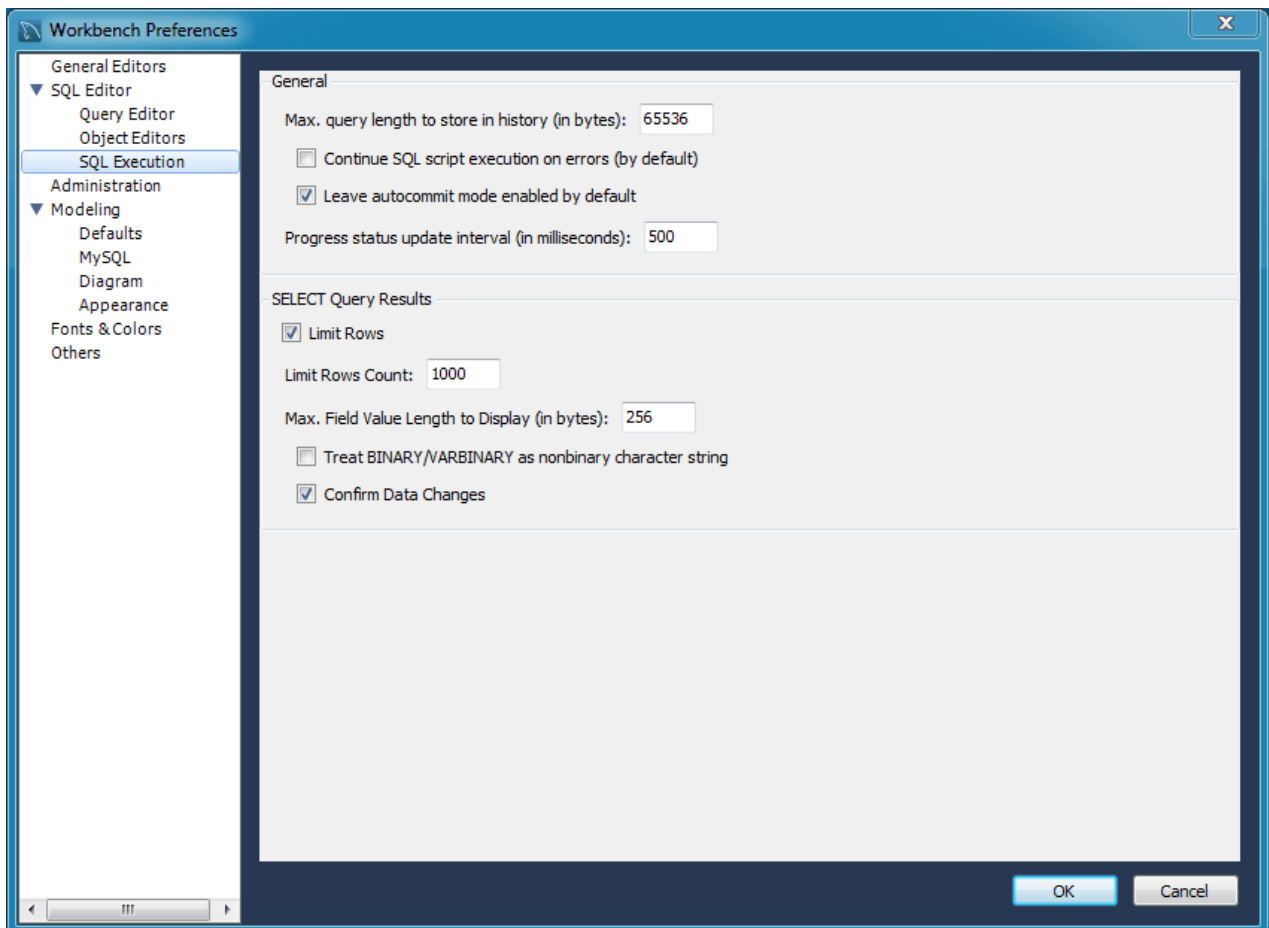 Workbench Preferences
General Editors
SQL Editor
Query Editor
Object Editors
SQL Execution
Administration
Modeling
Defaults
MySQL
Diagram
Appearance
Fonts & Colors
Others
General
Max. query length to store in history (in bytes): 65536
Continue SQL script execution on errors (by default)
Leave autocommit mode enabled by default
Progress status update interval (in milliseconds): 500
SELECT Query Results
Limit Rows
Limit Rows Count: 1000
Max. Field Value Length to Display (in bytes): 256
Treat BINARY/VARBINARY as nonbinary character string
Confirm Data Changes
OK Cancel